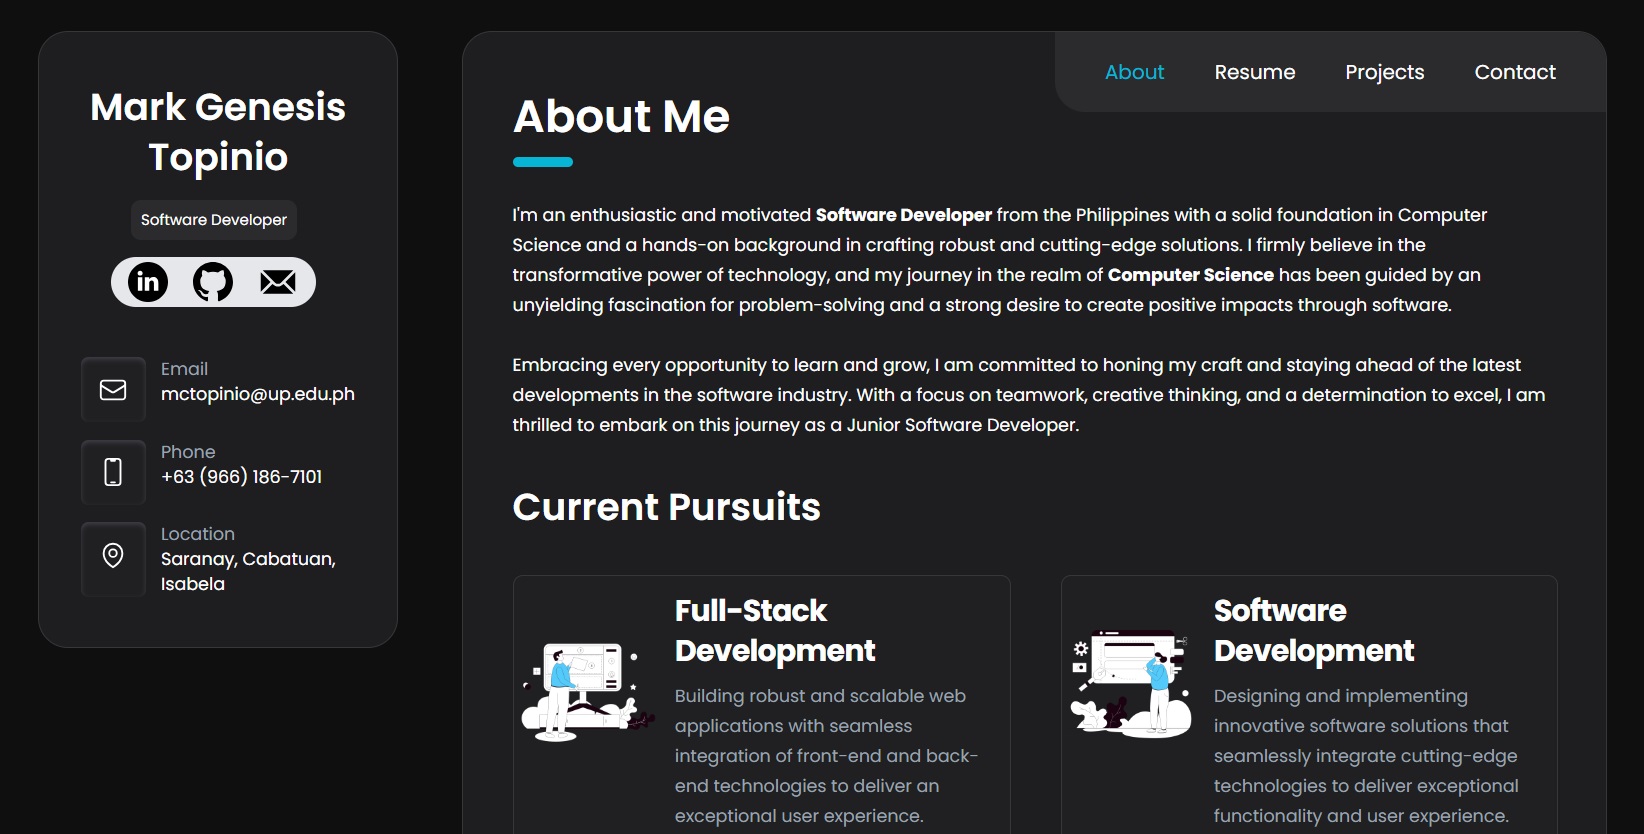 Mark Genesis
Topinio
Software Developer
in
Email
mctopinio@up.edu.ph
Phone
+63 (966) 186-7101
Location
Saranay, Cabatuan,
Isabela
About Resume Projects Contact
About Me
I'm an enthusiastic and motivated Software Developer from the Philippines with a solid foundation in Computer
Science and a hands-on background in crafting robust and cutting-edge solutions. I firmly believe in the
transformative power of technology, and my journey in the realm of Computer Science has been guided by an
unyielding fascination for problem-solving and a strong desire to create positive impacts through software.
Embracing every opportunity to learn and grow, I am committed to honing my craft and staying ahead of the latest
developments in the software industry. With a focus on teamwork, creative thinking, and a determination to excel, I am
thrilled to embark on this journey as a Junior Software Developer.
Current Pursuits
Full-Stack
Development
Building robust and scalable web
applications with seamless
integration of front-end and back-
end technologies to deliver an
exceptional user experience.
Software
Development
Designing and implementing
innovative software solutions that
seamlessly integrate cutting-edge
technologies to deliver exceptional
functionality and user experience.